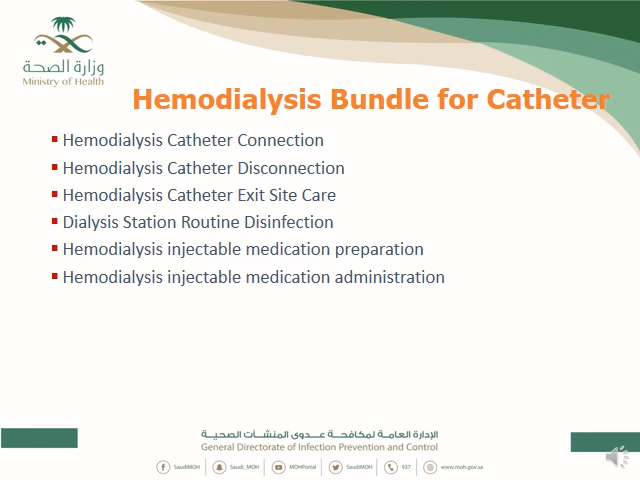 وزارة الصحة
Ministry of Health
Hemodialysis Bundle for Catheter
Hemodialysis Catheter Connection
Hemodialysis Catheter Disconnection
Hemodialysis Catheter Exit Site Care
Dialysis Station Routine Disinfection
Hemodialysis injectable medication preparation
Hemodialysis injectable medication administration
الإدارة العامة لمكافحة عدوى المنشآت الصحية
General Directorate of Infection Prevention and Control
SaudiMOH Saudi_MOH MOHPortal SaudiMOH 937 www.moh.gov.sa